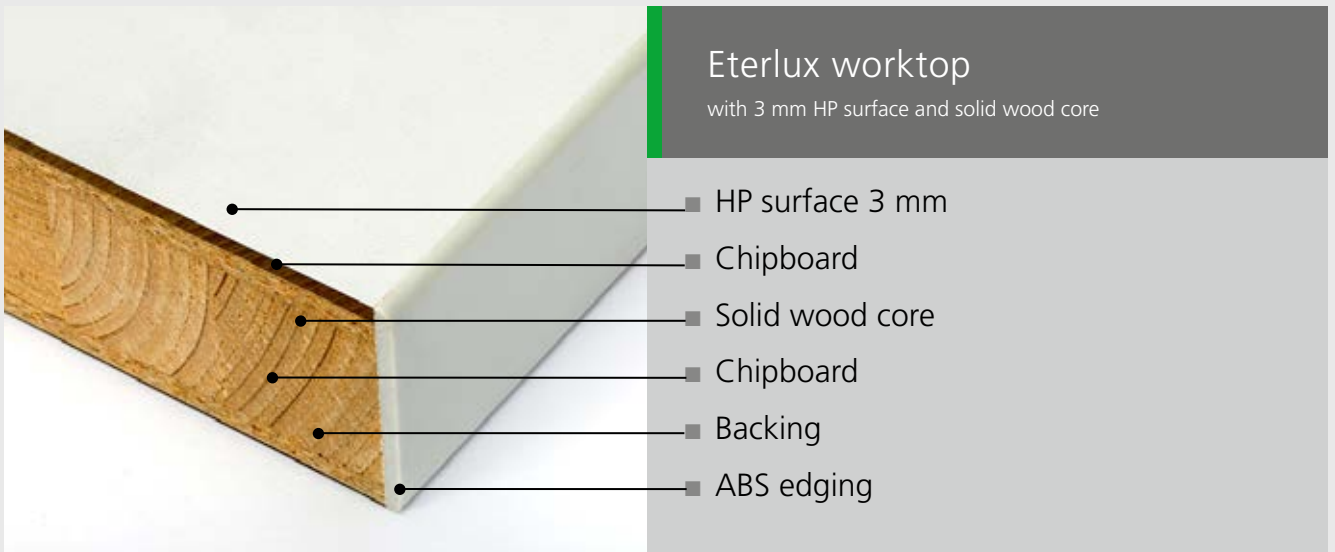 Eterlux worktop
with 3 mm HP surface and solid wood core
HP surface 3 mm
Chipboard
Solid wood core
Chipboard
Backing
ABS edging